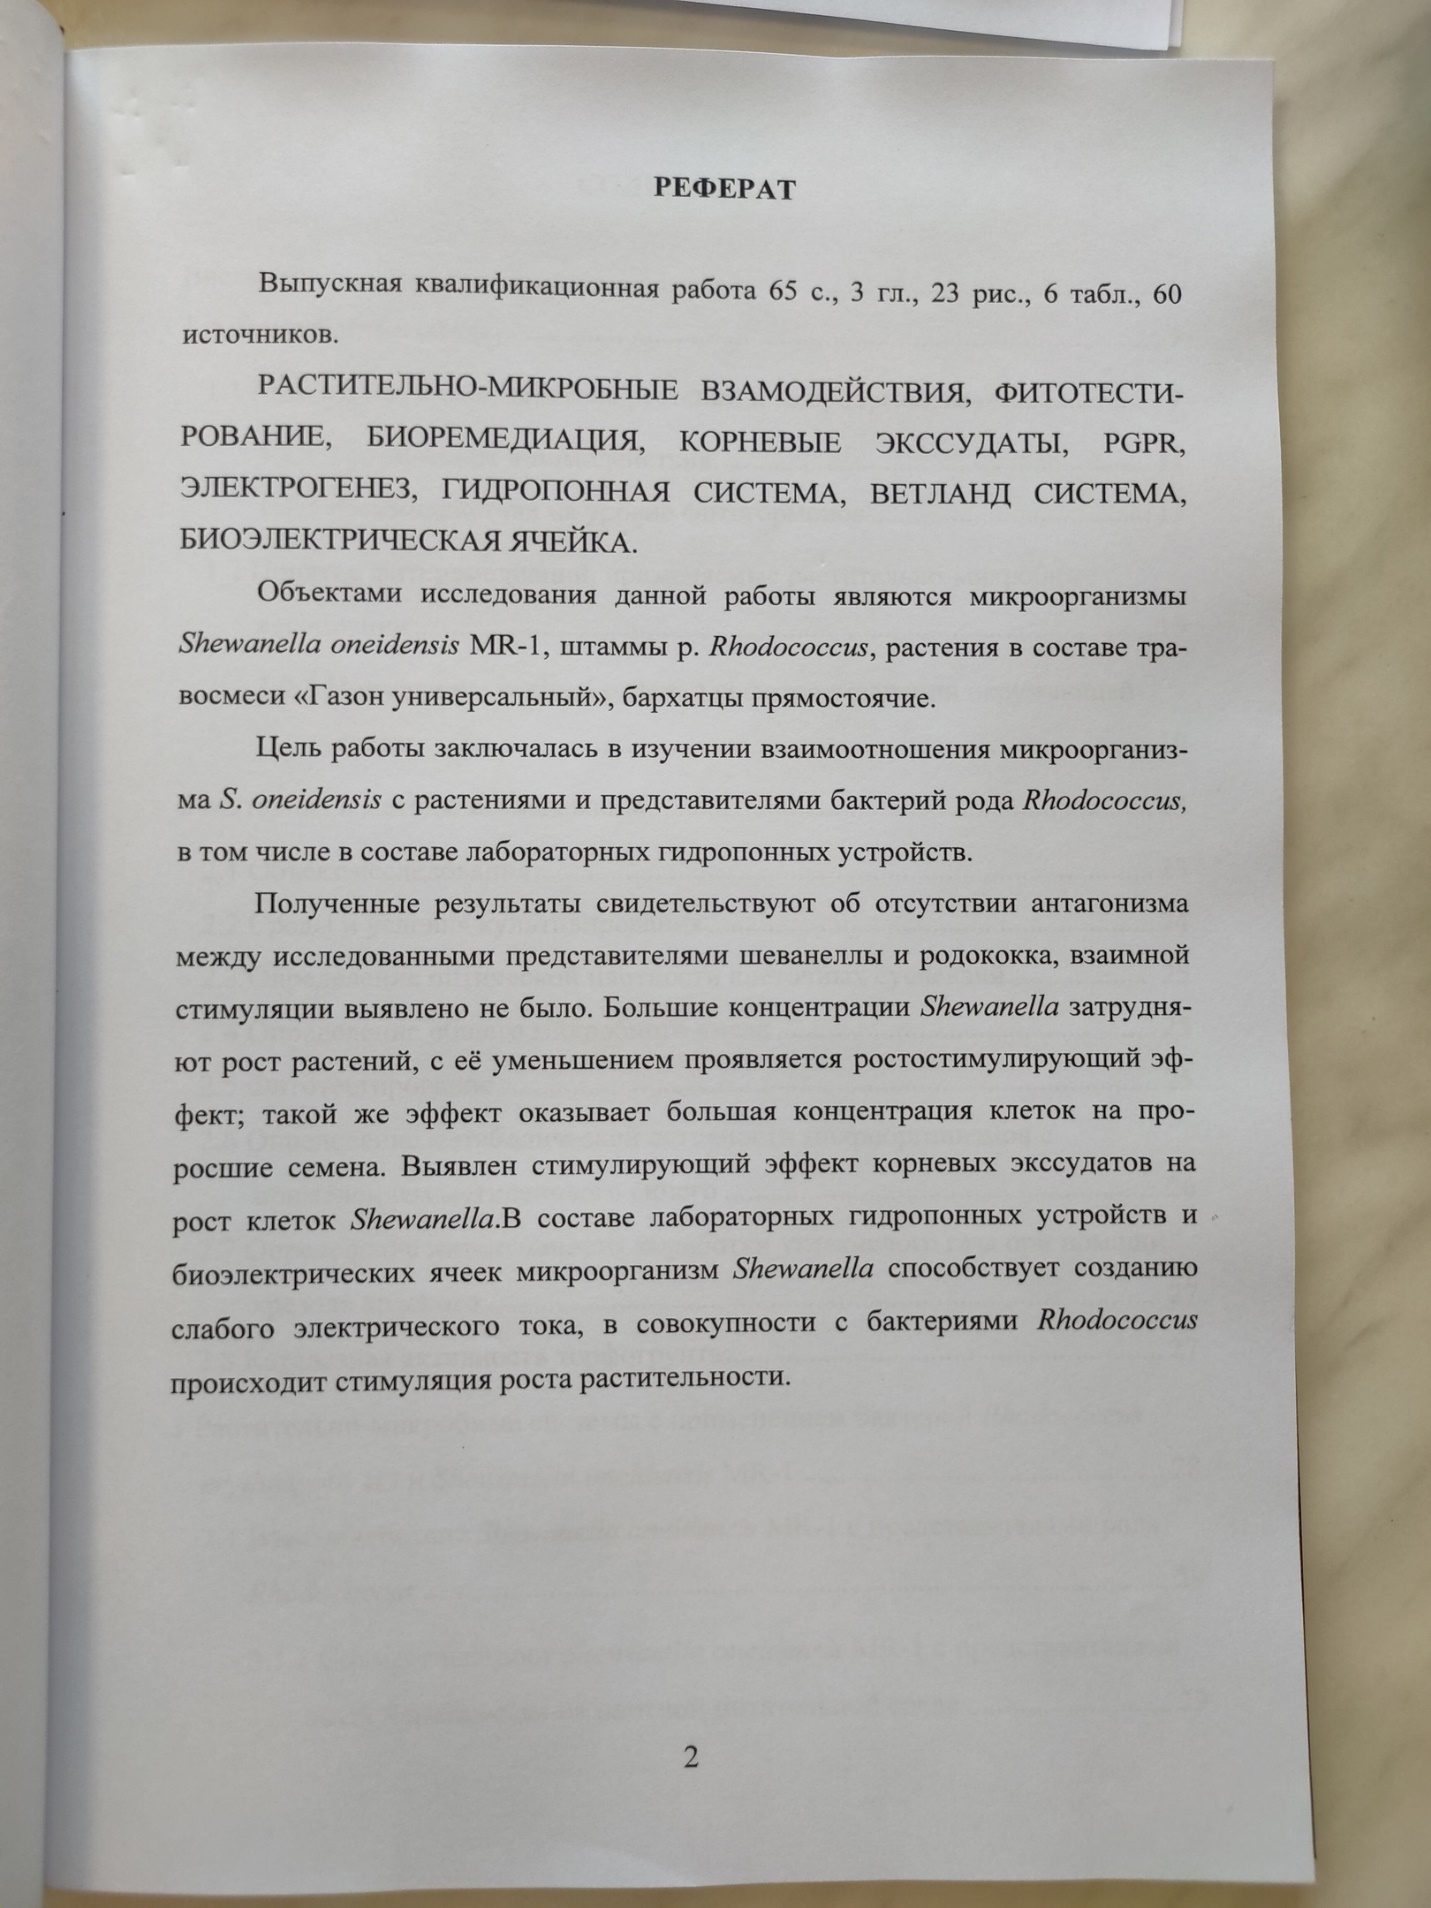 РЕФЕРАТ
Выпускная квалификационная работа 65 с., 3 гл., 23 рис., 6 табл., 60
источников.
РАСТИТЕЛЬНО-МИКРОБНЫЕ ВЗАМОДЕЙСТВИЯ, ФИТОТЕСТИ-
РОВАНИЕ, БИОРЕМЕДИАЦИЯ, КОРНЕВЫЕ ЭКССУДАТЫ, PGPR,
ЭЛЕКТРОГЕНЕЗ, ГИДРОПОННАЯ СИСТЕМА, ВЕТЛАНД СИСТЕМА,
БИОЭЛЕКТРИЧЕСКАЯ ЯЧЕЙКА.
Объектами исследования данной работы являются микроорганизмы
Shewanella oneidensis MR-1, штаммы р. Rhodococcus, растения в составе тра-
восмеси «Газон универсальный», бархатцы прямостоячие.
Цель работы заключалась в изучении взаимоотношения микроорганиз-
ма S. oneidensis с растениями и представителями бактерий рода Rhodococcus,
в том числе в составе лабораторных гидропонных устройств.
Полученные результаты свидетельствуют об отсутствии антагонизма
между исследованными представителями шеванеллы и родококка, взаимной
стимуляции выявлено не было. Большие концентрации Shewanella затрудня-
ют рост растений, с её уменьшением проявляется ростостимулирующий эф-
фект; такой же эффект оказывает большая концентрация клеток на про-
росшие семена. Выявлен стимулирующий эффект корневых экссудатов на
рост клеток Shewanella.В составе лабораторных гидропонных устройств и
биоэлектрических ячеек микроорганизм Shewanella способствует созданию
слабого электрического тока, в совокупности с бактериями Rhodococcus
происходит стимуляция роста растительности.
2